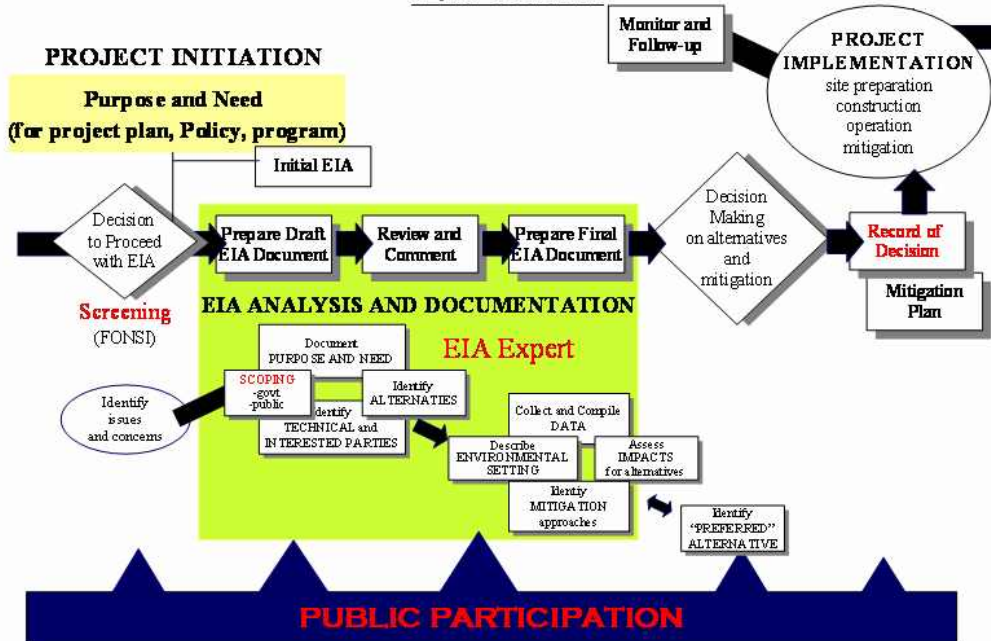 Monitor and
Follow-up
PROJECT
IMPLEMENTATION
site preparation
construction
operation
mitigation
PROJECT INITIATION
Purpose and Need
(for project plan, Policy, program)
Initial EIA
Decision
to Proceed
with EIA
Prepare Draft
EIA Document
Review and
Comment
Prepare Final
EIA Document
Decision
Making
on alternatives
and
mitigation
Record of
Decision
Mitigation
Plan
Screening
(FONSI)
EIA ANALYSIS AND DOCUMENTATION
EIA Expert
Document
PURPOSE AND NEED
SCOPING
-govt
-public
Identify
ALTERNATIES
Identify
TECHNICAL and
INTERESTED PARTIES
Identify
issues
and concerns
Collect and Compile
DATA
Describe
ENVIRONMENTAL
SETTING
Assess
IMPACTS
for alternatives
Identiy
MITIGATION
approaches
Identify
"PREFERRED"
ALTERNATIVE
PUBLIC PARTICIPATION